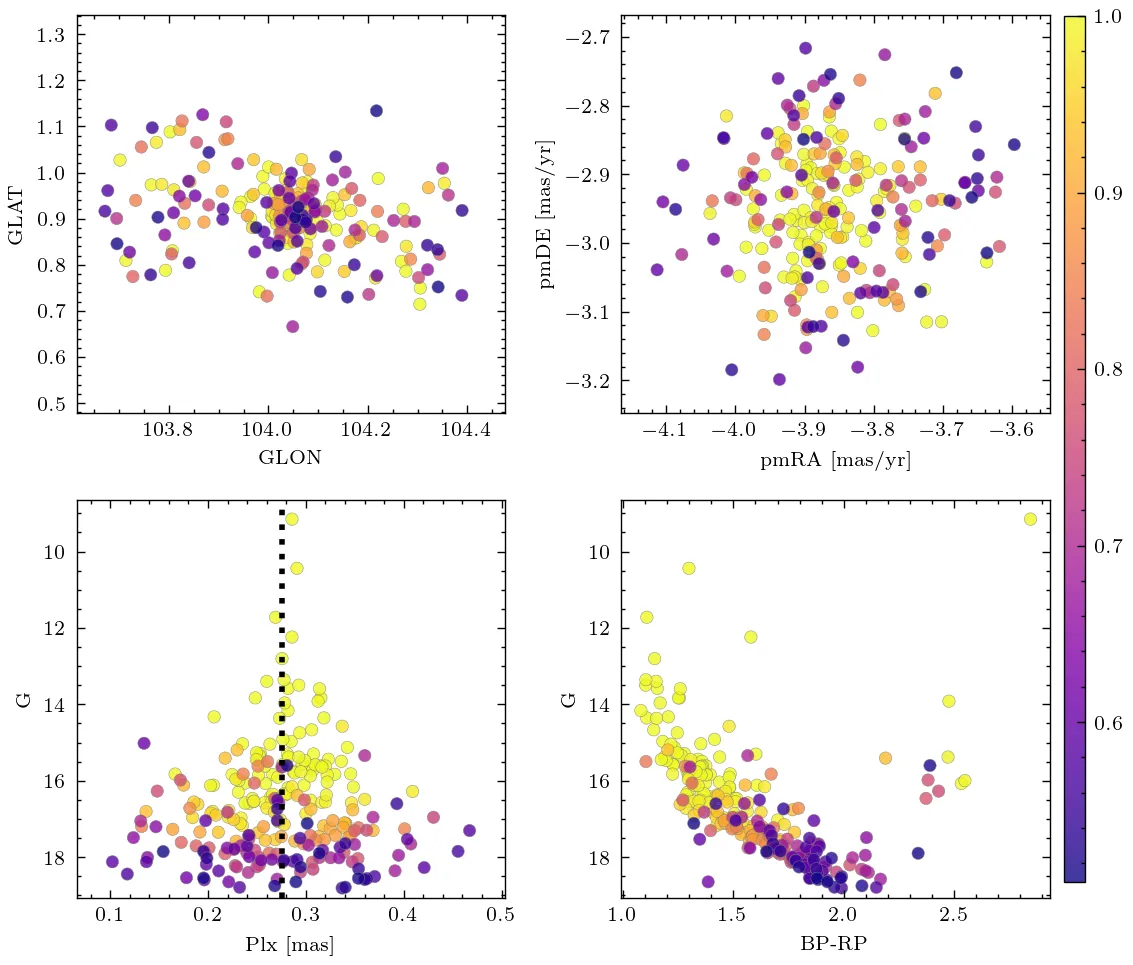 1.3
1.2
1.1
1.0
0.9
0.8
0.7
0.6
0.5
GLAT
103.8 104.0 104.2 104.4
GLON
−2.7
−2.8
−2.9
−3.0
−3.1
−3.2
pmDE [mas/yr]
−4.1 −4.0 −3.9 −3.8 −3.7 −3.6
pmRA [mas/yr]
1.0
0.9
0.8
0.7
0.6
10
12
14
16
18
G
0.1 0.2 0.3 0.4 0.5
Plx [mas]
10
12
14
16
18
G
1.0 1.5 2.0 2.5
BP-RP